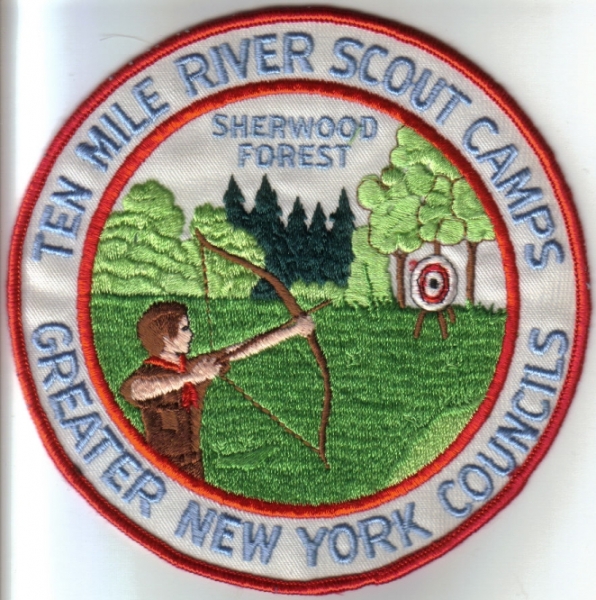 TEN MILE RIVER SCOUT CAMPS
SHERWOOD
FOREST
GREATER NEW YORK COUNCILS